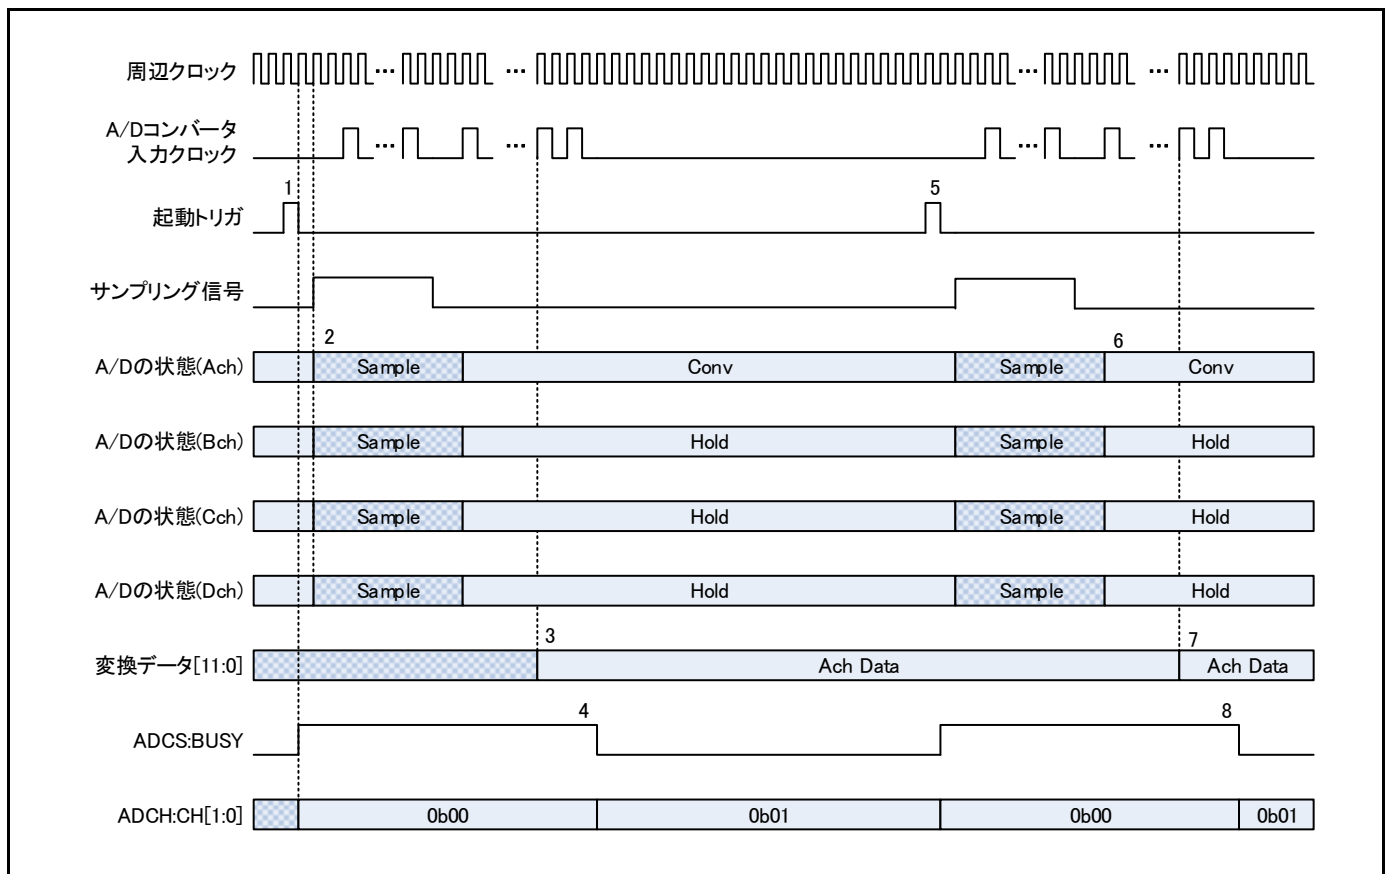 周辺クロック ... ... ... ...
A/Dコンバータ
入力クロック ... ... ... ...
起動トリガ 1 5
サンプリング信号
2 6
A/Dの状態(Ach) Sample Conv Sample Conv
A/Dの状態(Bch) Sample Hold Sample Hold
A/Dの状態(Cch) Sample Hold Sample Hold
A/Dの状態(Dch) Sample Hold Sample Hold
3 7
変換データ[11:0] Ach Data Ach Data
4 8
ADCS:BUSY
ADCH:CH[1:0] 0b00 0b01 0b00 0b01